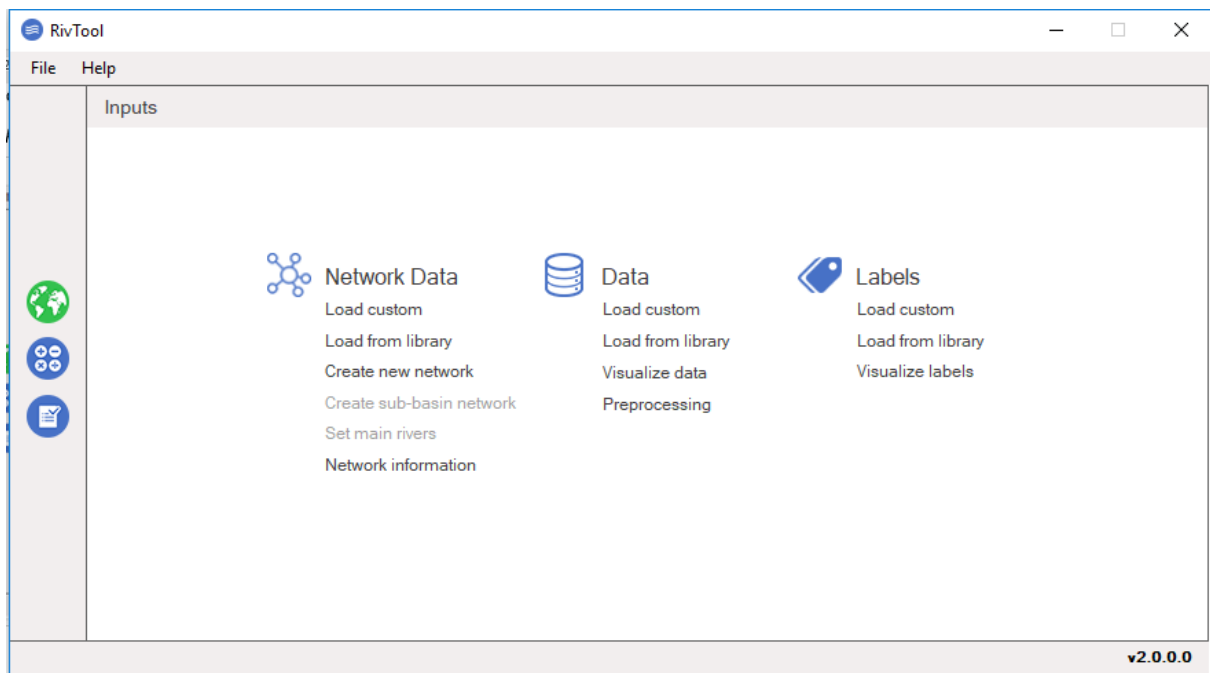 RivTool
File Help
Inputs
Network Data
Load custom
Load from library
Create new network
Create sub-basin network
Set main rivers
Network information
Data
Load custom
Load from library
Visualize data
Preprocessing
Labels
Load custom
Load from library
Visualize labels
v2.0.0.0